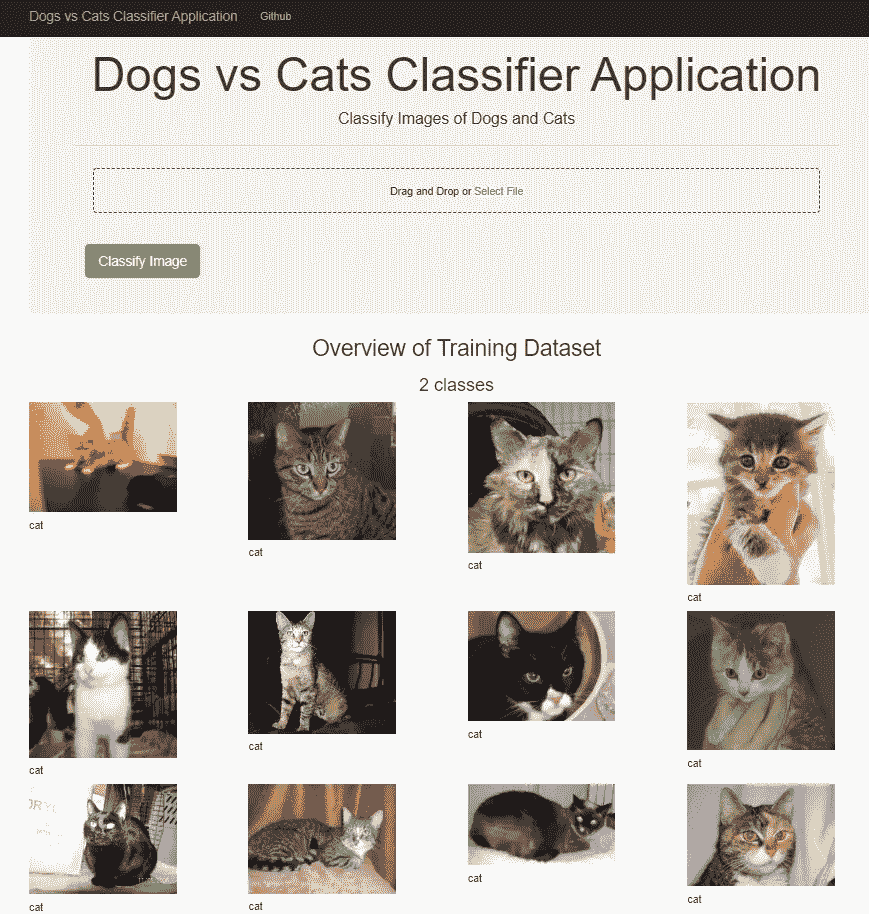 Dogs vs Cats Classifier Application Github
Dogs vs Cats Classifier Application
Classify Images of Dogs and Cats
Drag and Drop or Select File
Classify Image
Overview of Training Dataset
2 classes
cat
cat
cat
cat
cat
cat
cat
cat
cat
cat
cat
cat